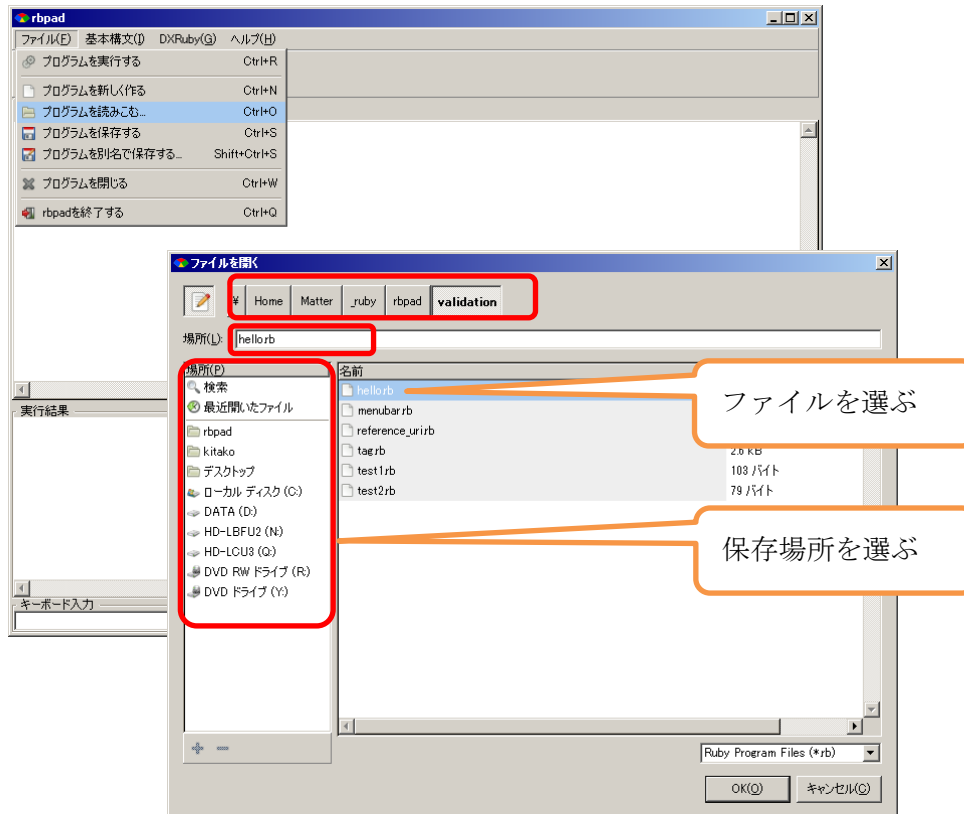 rbpad
ファイル(F) 基本構文(I) DXRuby(G) ヘルプ(H)
プログラムを実行する Ctrl+R
プログラムを新しく作る Ctrl+N
プログラムを読みこむ... Ctrl+O
プログラムを保存する Ctrl+S
プログラムを別名で保存する... Shift+Ctrl+S
プログラムを閉じる Ctrl+W
rbpadを終了する Ctrl+Q
ファイルを開く
¥ Home Matter _ruby rbpad validation
場所(L): hello.rb
場所(P)
検索
最近開いたファイル
rbpad
kitako
デスクトップ
ローカル ディスク (C:)
DATA (D:)
HD-LBFU2 (N:)
HD-LCU3 (Q:)
DVD RW ドライブ (R:)
DVD ドライブ (Y:)
名前
hello.rb
menubar.rb
reference_uri.rb
tag.rb 2.6 kB
test1.rb 103 バイト
test2.rb 79 バイト
ファイルを選ぶ
保存場所を選ぶ
実行結果
キーボード入力
Ruby Program Files (*.rb)
OK(O) キャンセル(C)